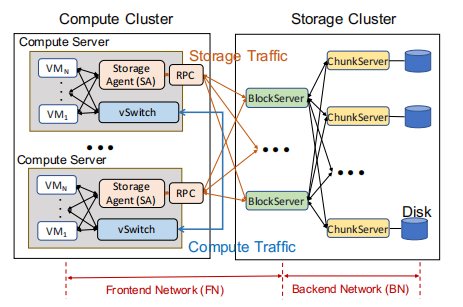 Compute Cluster
Storage Cluster
Compute Server
VM_N
VM_1
Storage
Agent (SA)
vSwitch
RPC
Storage Traffic
Compute Server
VM_N
VM_1
Storage
Agent (SA)
vSwitch
RPC
Compute Traffic
BlockServer
BlockServer
ChunkServer
ChunkServer
ChunkServer
Disk
Frontend Network (FN)
Backend Network (BN)